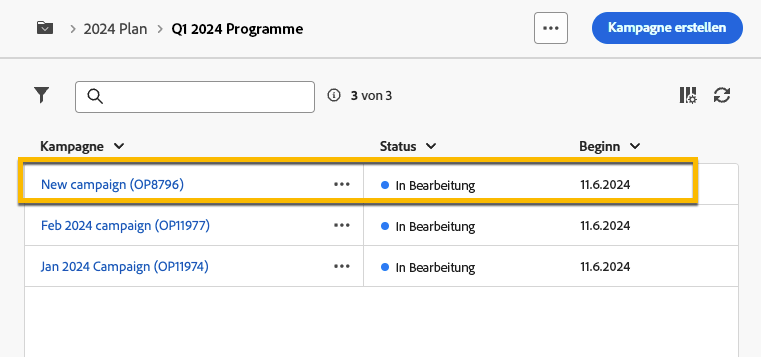 2024 Plan Q1 2024 Programme ••• Kampagne erstellen
3 von 3
Kampagne Status Beginn
New campaign (OP8796) ••• In Bearbeitung 11.6.2024
Feb 2024 campaign (OP11977) ••• In Bearbeitung 11.6.2024
Jan 2024 Campaign (OP11974) ••• In Bearbeitung 11.6.2024